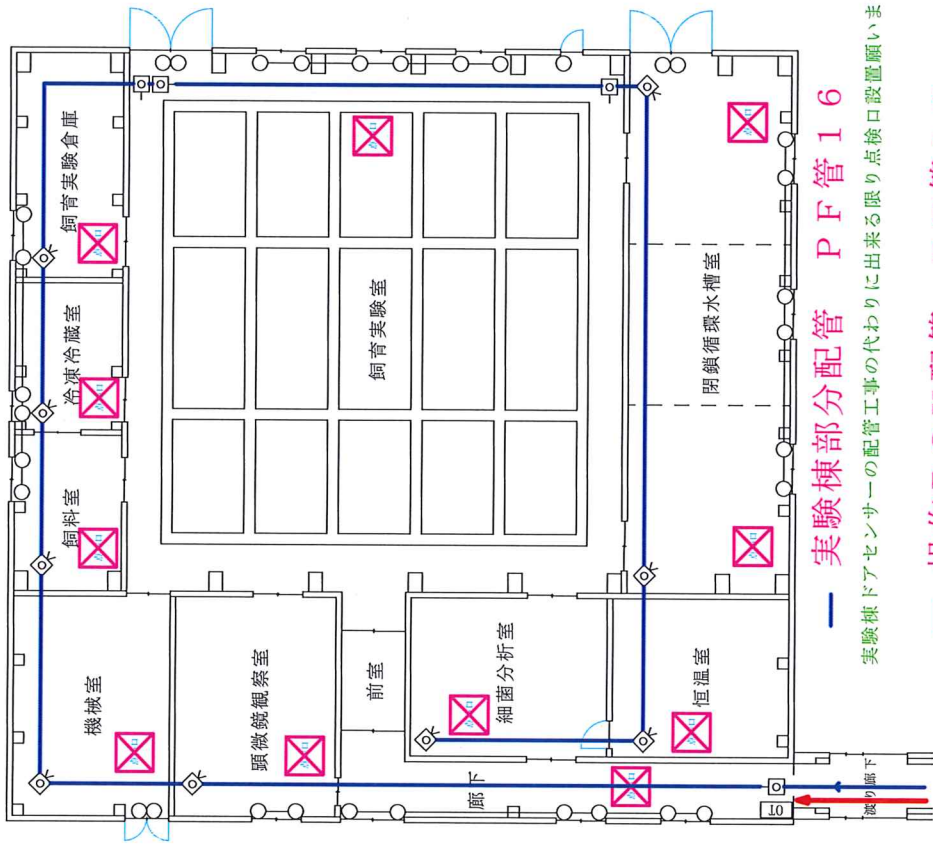 飼育実験倉庫
冷凍冷蔵室
飼料室
機械室
顕微鏡観察室
前室
細菌分析室
恒温室
廊下
飼育実験室
閉鎖循環水槽室
渡り廊下
OT
実験棟部分配管 PF管16
実験棟ドアセンサーの配管工事の代わりに出来る限り点検口設置願いま